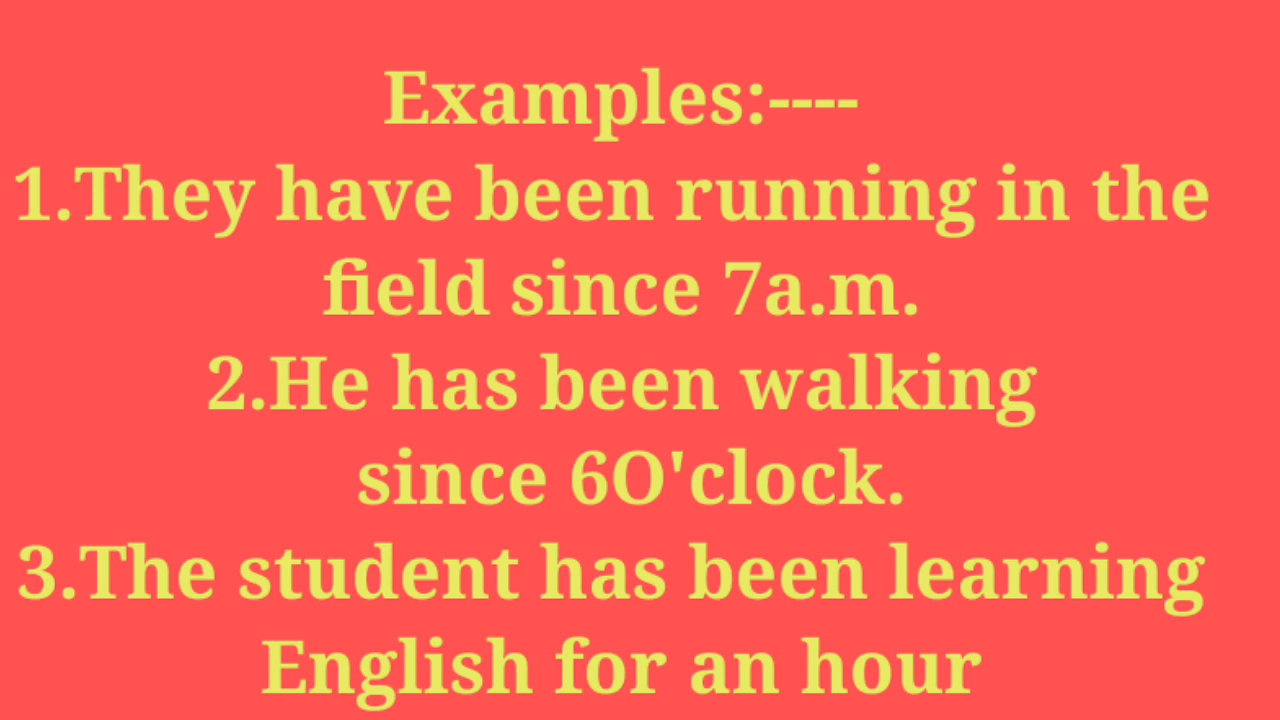 Examples:----
1.They have been running in the
field since 7a.m.
2.He has been walking
since 6O'clock.
3.The student has been learning
English for an hour